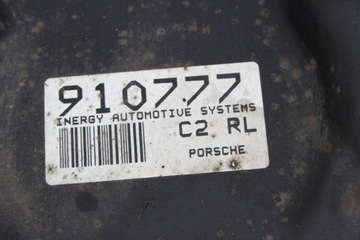 910777
INERGY AUTOMOTIVE SYSTEMS
C2 RL
PORSCHE